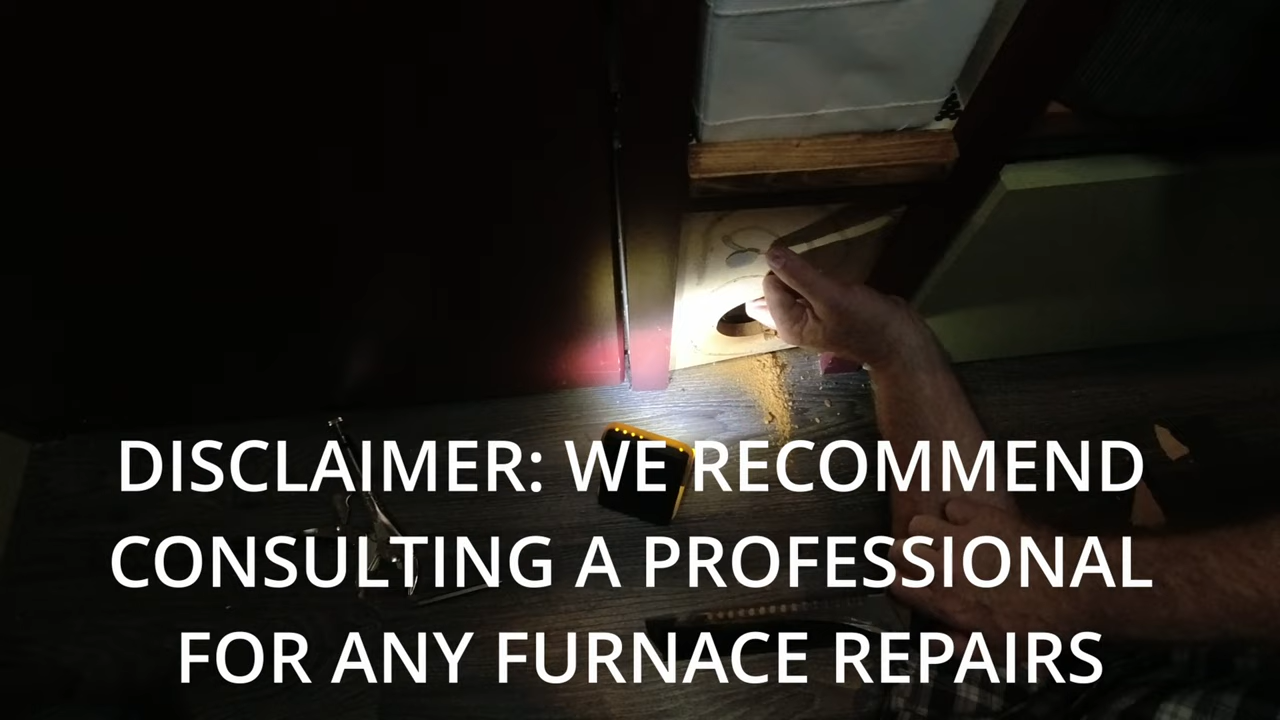 DISCLAIMER: WE RECOMMEND
CONSULTING A PROFESSIONAL
FOR ANY FURNACE REPAIRS